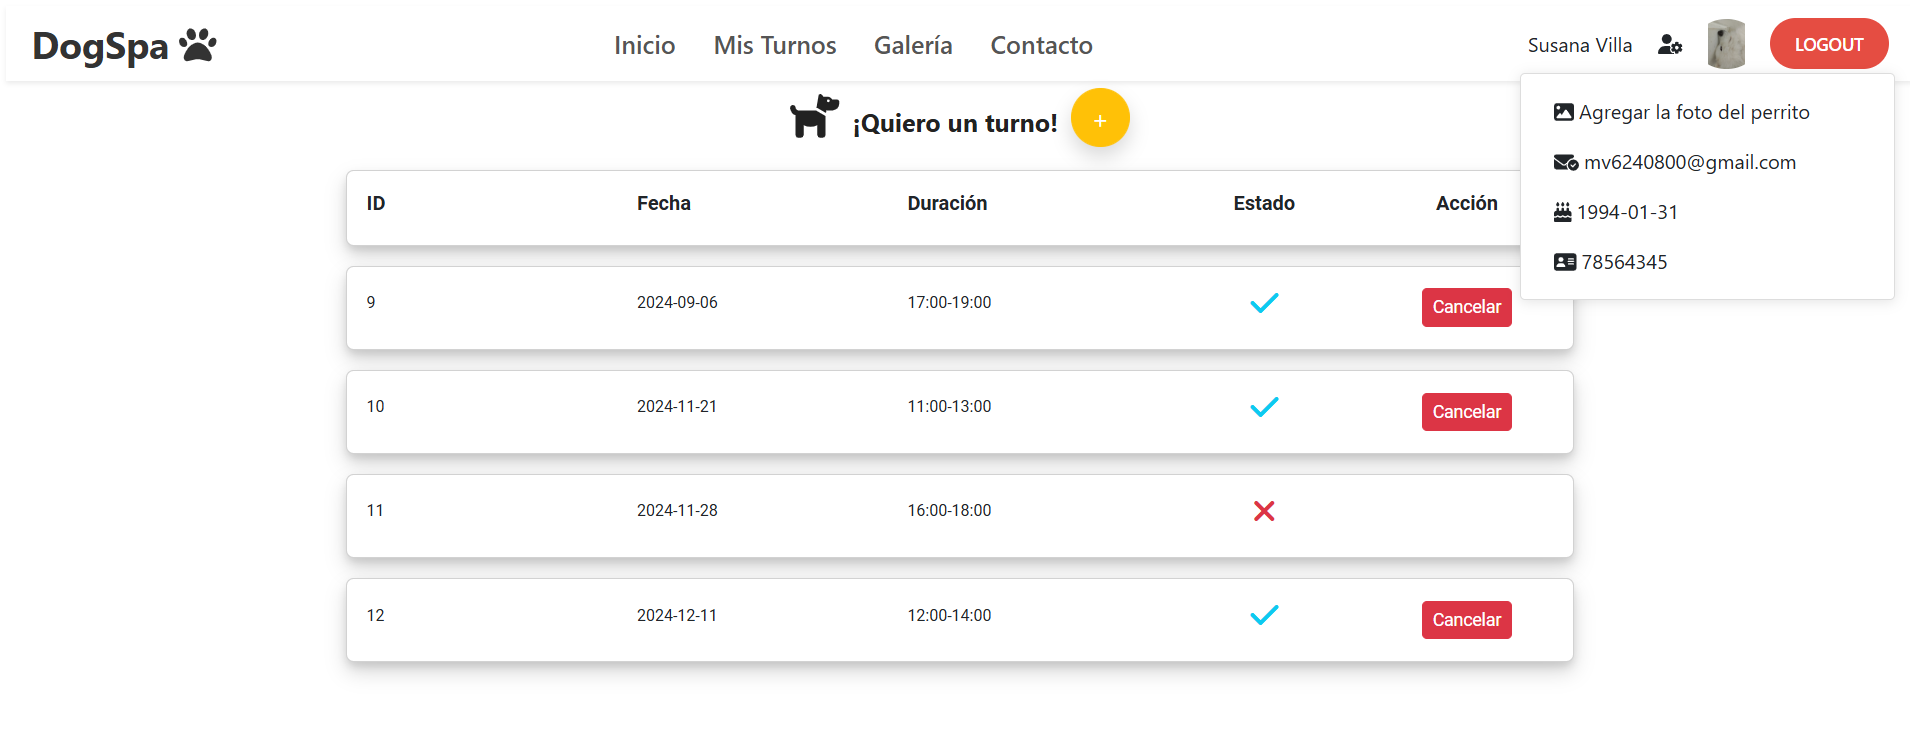 DogSpa
Inicio Mis Turnos Galería Contacto
Susana Villa
LOGOUT
Agregar la foto del perrito
mv6240800@gmail.com
1994-01-31
78564345
¡Quiero un turno! +
ID Fecha Duración Estado Acción
9 2024-09-06 17:00-19:00 Cancelar
10 2024-11-21 11:00-13:00 Cancelar
11 2024-11-28 16:00-18:00
12 2024-12-11 12:00-14:00 Cancelar